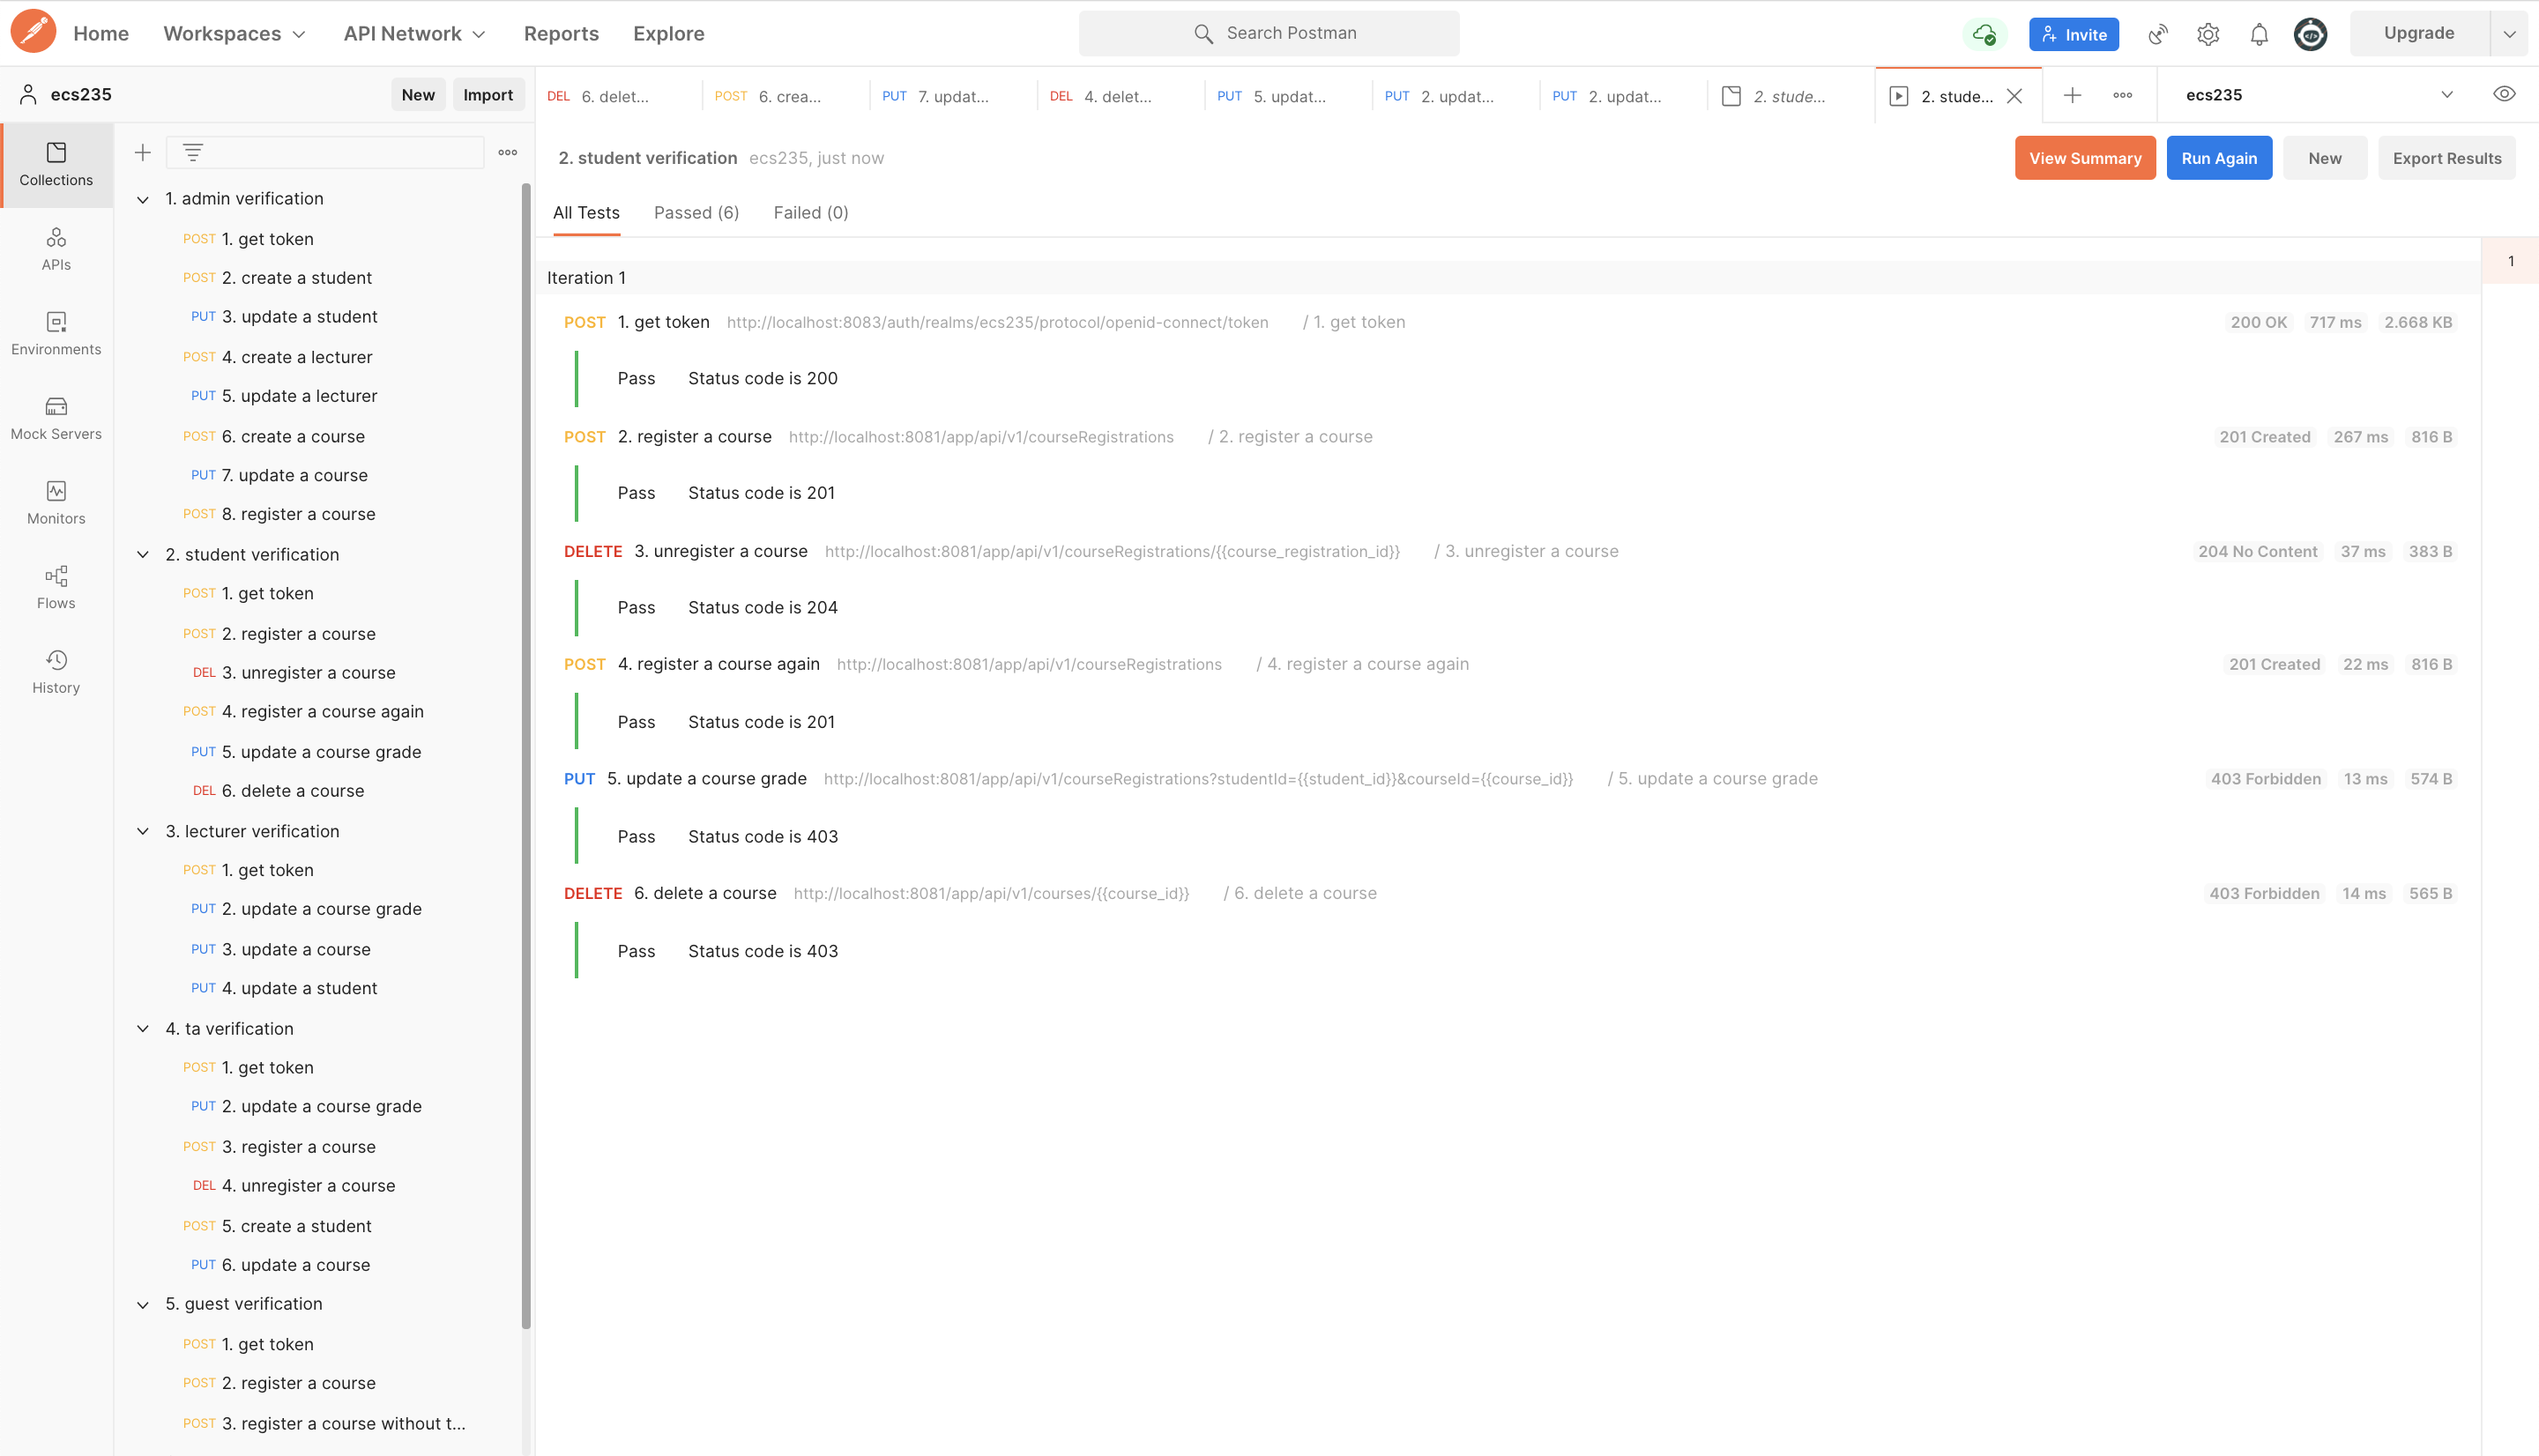 Home Workspaces API Network Reports Explore Search Postman Invite Upgrade
ecs235 New Import DEL 6. delet... POST 6. crea... PUT 7. updat... DEL 4. delet... PUT 5. updat... PUT 2. updat... PUT 2. updat... 2. stude... 2. stude... ecs235
Collections
APIs
Environments
Mock Servers
Monitors
Flows
History
1. admin verification
POST 1. get token
POST 2. create a student
PUT 3. update a student
POST 4. create a lecturer
PUT 5. update a lecturer
POST 6. create a course
PUT 7. update a course
POST 8. register a course
2. student verification
POST 1. get token
POST 2. register a course
DEL 3. unregister a course
POST 4. register a course again
PUT 5. update a course grade
DEL 6. delete a course
3. lecturer verification
POST 1. get token
PUT 2. update a course grade
PUT 3. update a course
PUT 4. update a student
4. ta verification
POST 1. get token
PUT 2. update a course grade
POST 3. register a course
DEL 4. unregister a course
POST 5. create a student
PUT 6. update a course
5. guest verification
POST 1. get token
POST 2. register a course
POST 3. register a course without t...
2. student verification ecs235, just now View Summary Run Again New Export Results
All Tests Passed (6) Failed (0)
Iteration 1
1
POST 1. get token http://localhost:8083/auth/realms/ecs235/protocol/openid-connect/token / 1. get token 200 OK 717 ms 2.668 KB
Pass Status code is 200
POST 2. register a course http://localhost:8081/app/api/v1/courseRegistrations / 2. register a course 201 Created 267 ms 816 B
Pass Status code is 201
DELETE 3. unregister a course http://localhost:8081/app/api/v1/courseRegistrations/{{course_registration_id}} / 3. unregister a course 204 No Content 37 ms 383 B
Pass Status code is 204
POST 4. register a course again http://localhost:8081/app/api/v1/courseRegistrations / 4. register a course again 201 Created 22 ms 816 B
Pass Status code is 201
PUT 5. update a course grade http://localhost:8081/app/api/v1/courseRegistrations?studentId={{student_id}}&courseId={{course_id}} / 5. update a course grade 403 Forbidden 13 ms 574 B
Pass Status code is 403
DELETE 6. delete a course http://localhost:8081/app/api/v1/courses/{{course_id}} / 6. delete a course 403 Forbidden 14 ms 565 B
Pass Status code is 403